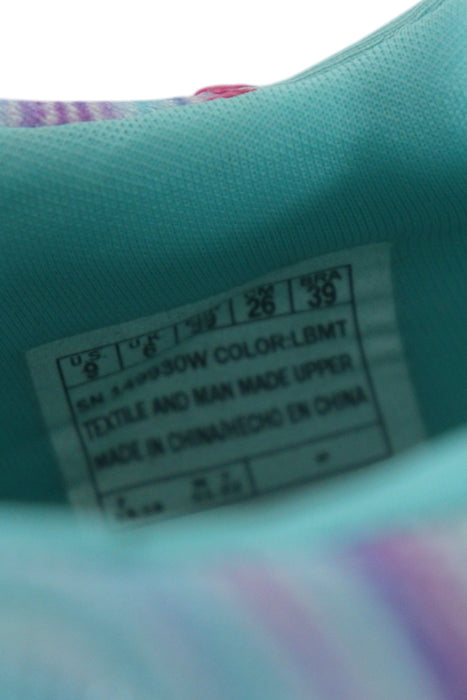 U.S. U.K. CM BRA
9 6 39 26 39
SN 149930W COLOR:LBMT
TEXTILE AND MAN MADE UPPER
MADE IN CHINA/HECHO EN CHINA